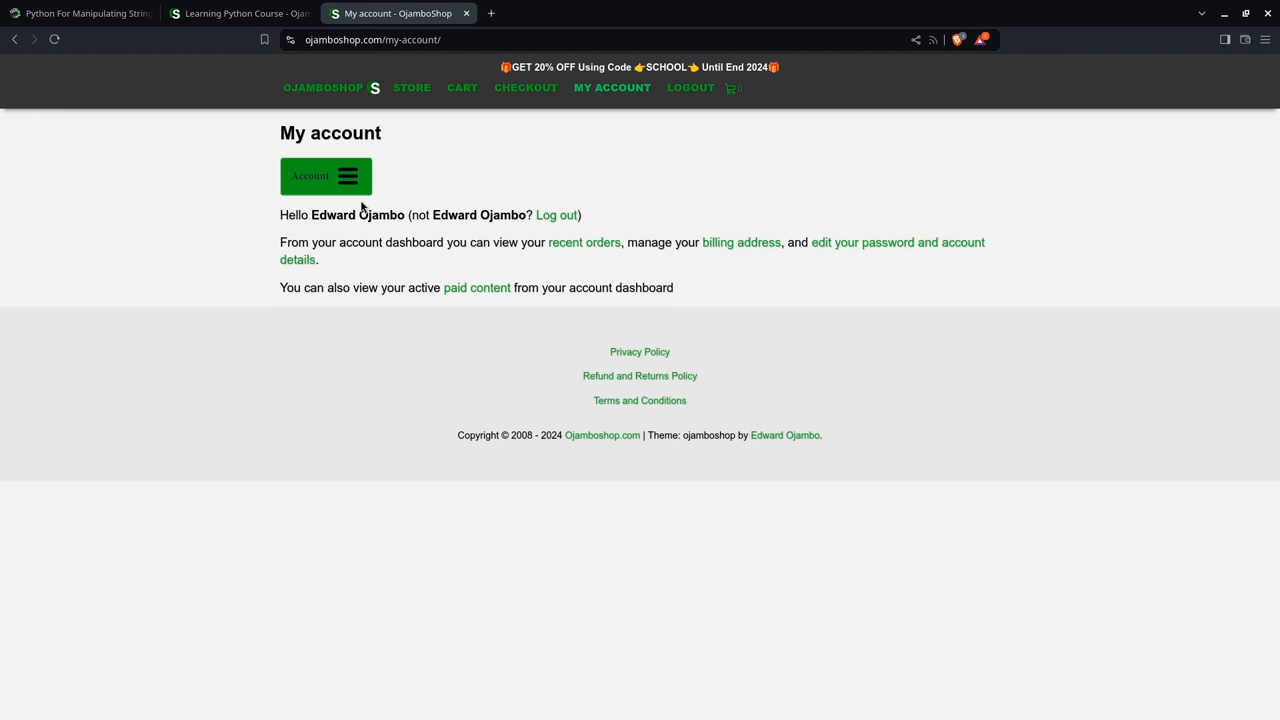 Python For Manipulating String
Learning Python Course - Ojam
My account - OjamboShop
ojamboshop.com/my-account/
🎁GET 20% OFF Using Code 👉SCHOOL👈 Until End 2024🎁
OJAMBOSHOP S STORE CART CHECKOUT MY ACCOUNT LOGOUT 0
My account
Account
Hello Edward Ojambo (not Edward Ojambo? Log out)
From your account dashboard you can view your recent orders, manage your billing address, and edit your password and account
details.
You can also view your active paid content from your account dashboard
Privacy Policy
Refund and Returns Policy
Terms and Conditions
Copyright © 2008 - 2024 Ojamboshop.com | Theme: ojamboshop by Edward Ojambo.